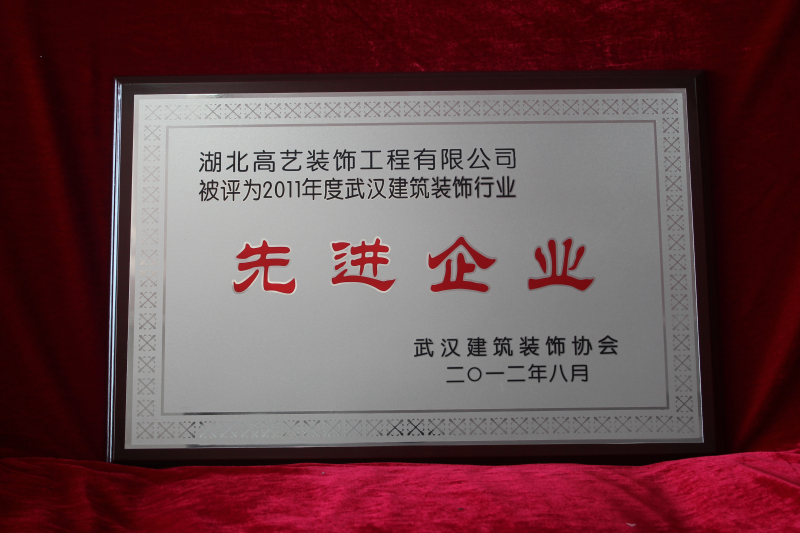 湖北高艺装饰工程有限公司
被评为2011年度武汉建筑装饰行业
先进企业
武汉建筑装饰协会
二〇一二年八月